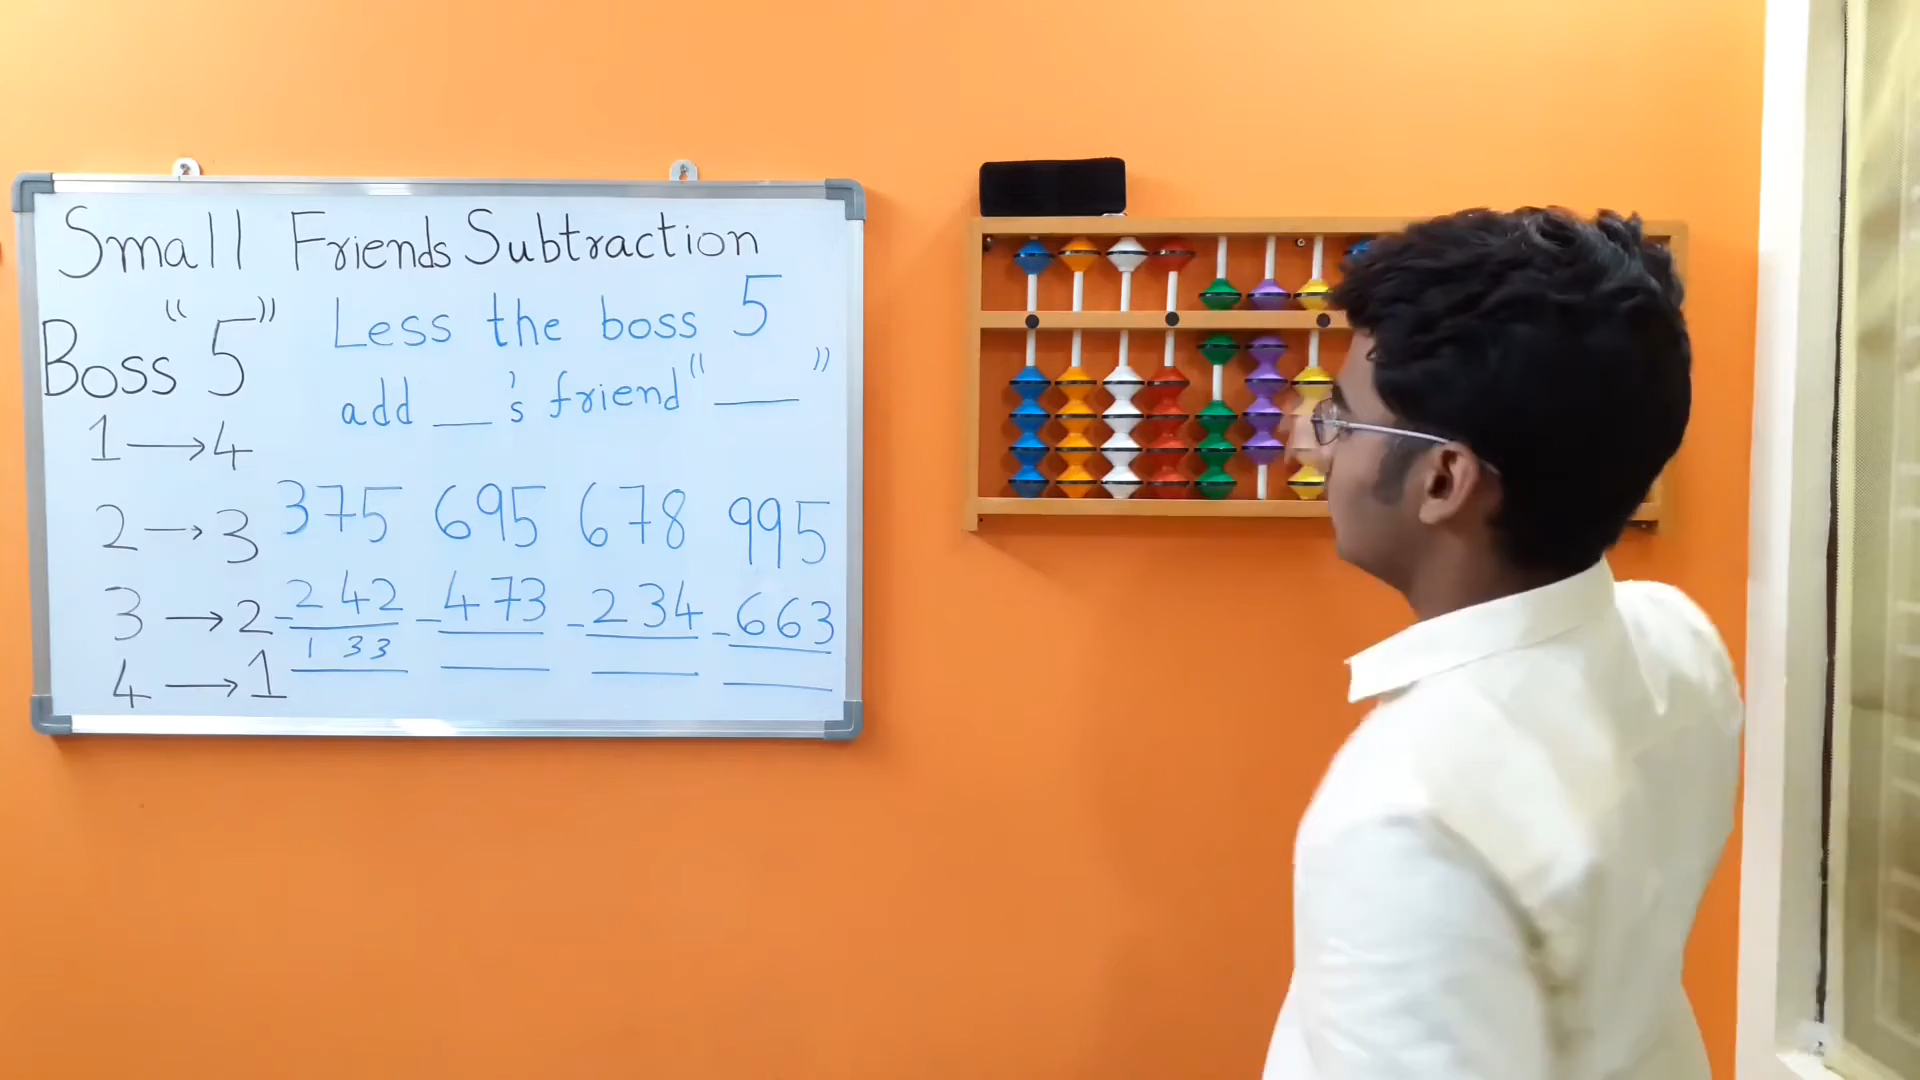 Small Friends Subtraction
Boss "5"
Less the boss 5
add __'s friend "__"
1 → 4
2 → 3
3 → 2
4 → 1
375 695 678 995
-242 -473 -234 -663
133